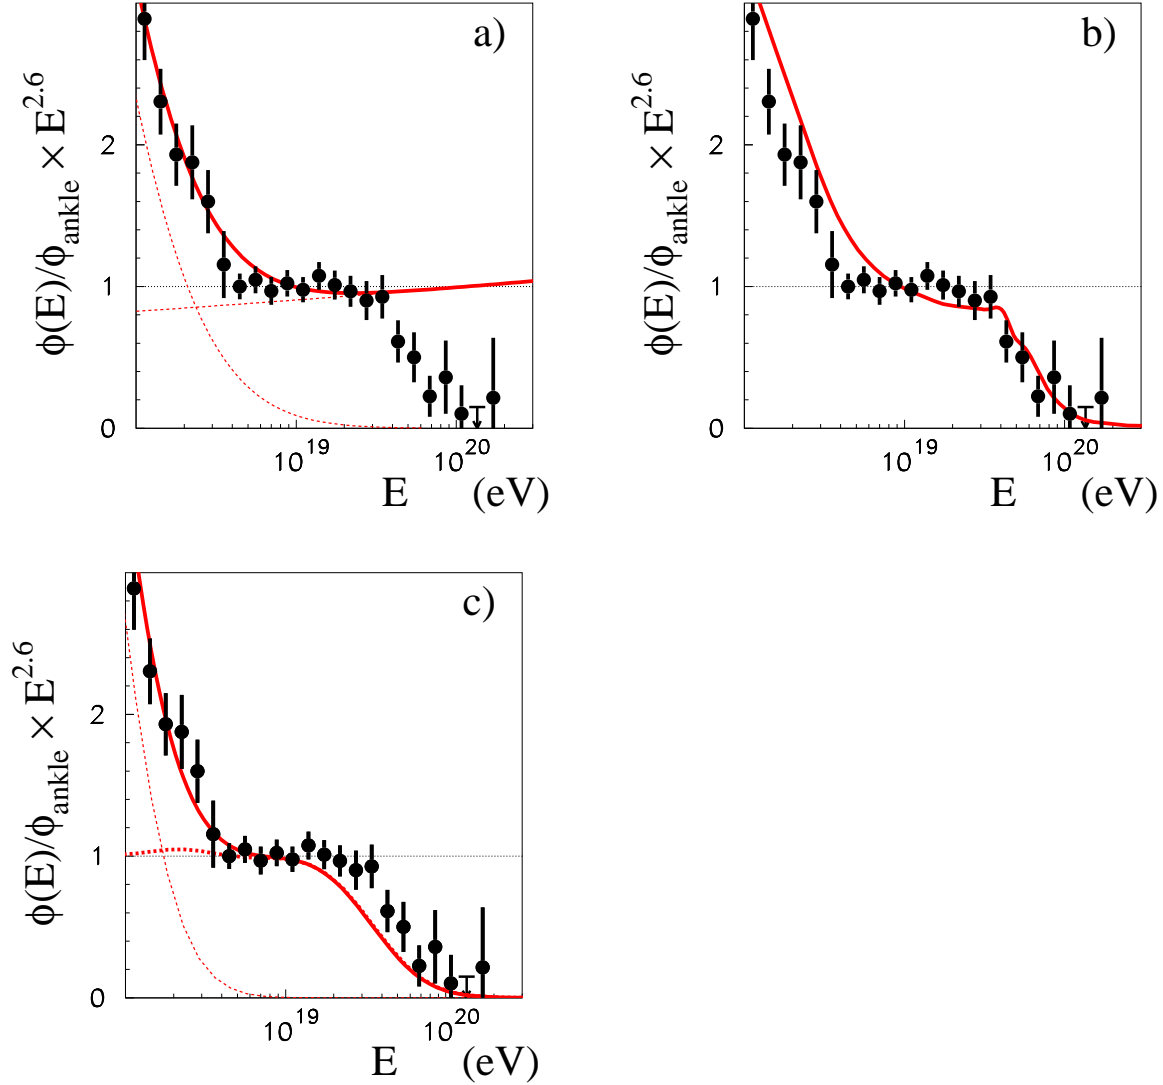 a)
ϕ(E)/ϕ_ankle × E^2.6
2
1
0
10^19
10^20
E (eV)
b)
ϕ(E)/ϕ_ankle × E^2.6
2
1
0
10^19
10^20
E (eV)
c)
ϕ(E)/ϕ_ankle × E^2.6
2
1
0
10^19
10^20
E (eV)